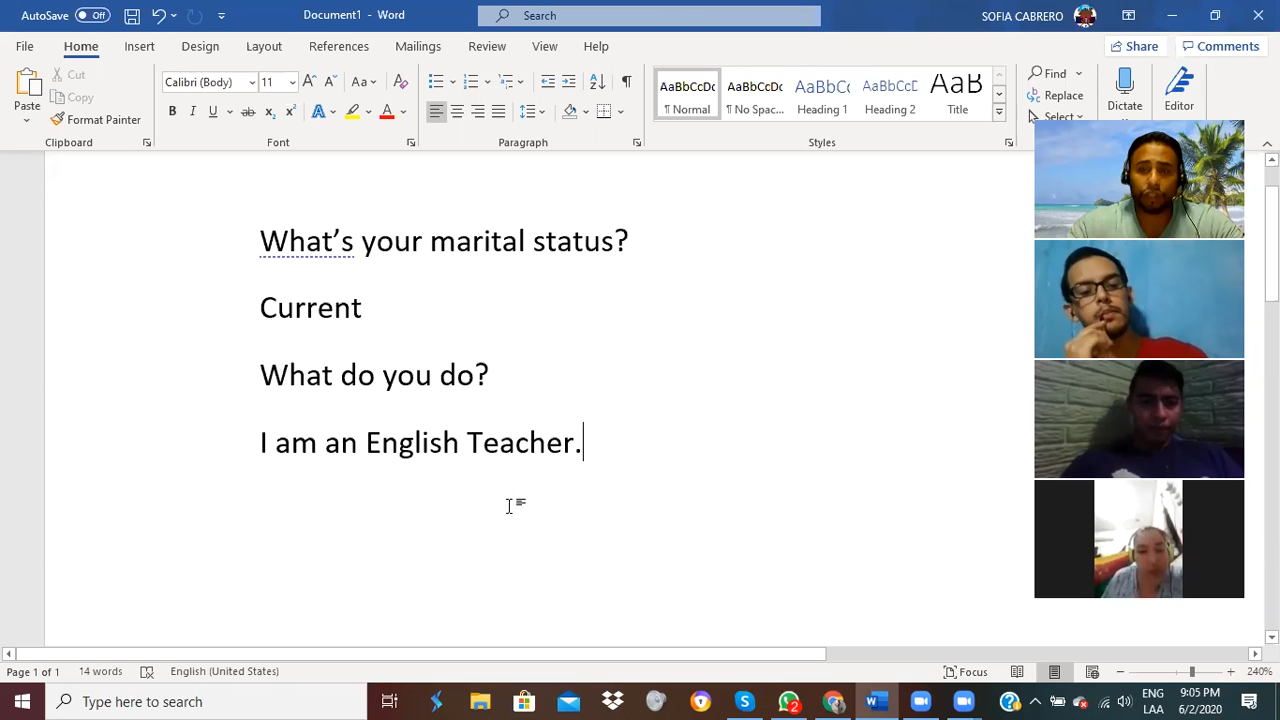 AutoSave Off Document1 - Word Search SOFIA CABRERO
File Home Insert Design Layout References Mailings Review View Help Share Comments
Paste Cut Copy Format Painter
Calibri (Body) 11
AaBbCcDc ¶ Normal
AaBbCcDc ¶ No Spac...
AaBbCc Heading 1
AaBbCcE Heading 2
AaB Title
Find Replace Select
Dictate Editor
Clipboard Font Paragraph Styles
What's your marital status?
Current
What do you do?
I am an English Teacher.
Page 1 of 1 14 words English (United States) Focus 240%
Type here to search 2 ENG LAA 9:05 PM 6/2/2020